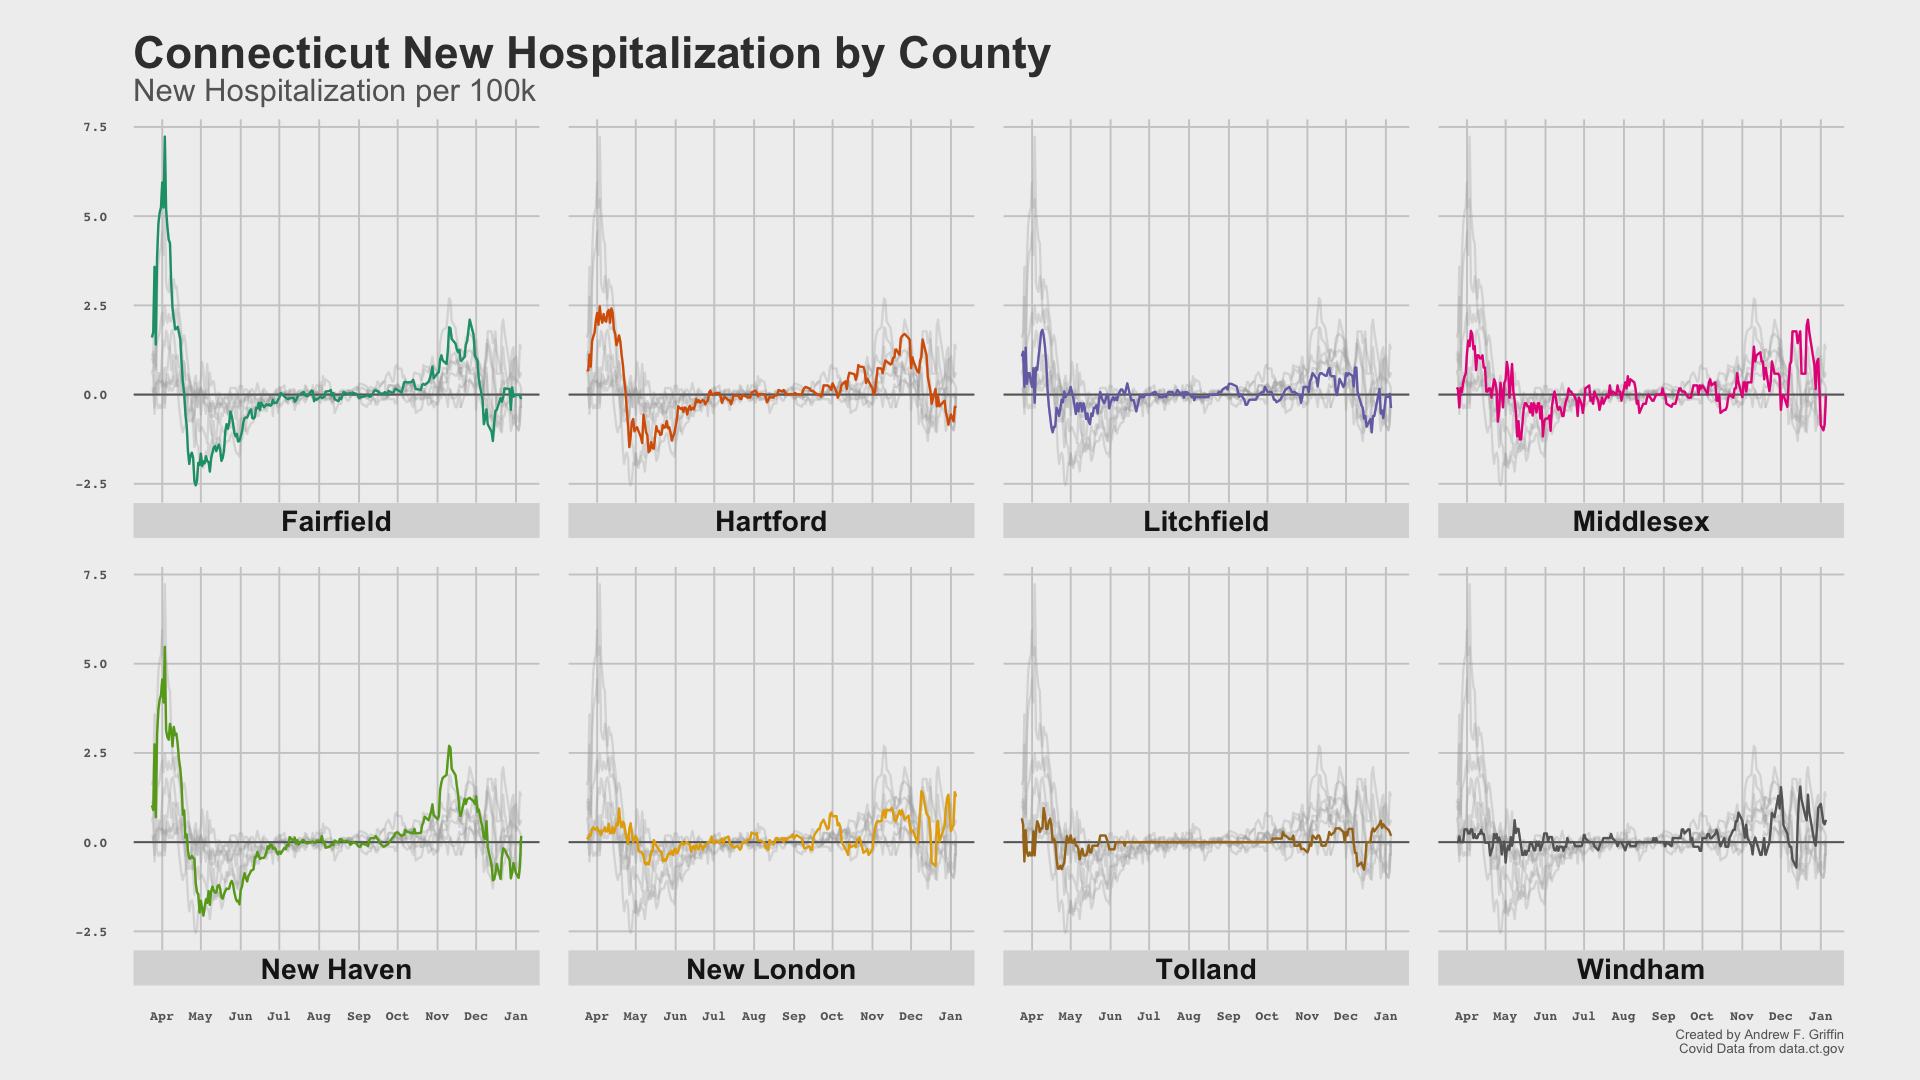 Connecticut New Hospitalization by County
New Hospitalization per 100k
7.5
5.0
2.5
0.0
-2.5
Fairfield Hartford Litchfield Middlesex
7.5
5.0
2.5
0.0
-2.5
New Haven New London Tolland Windham
Apr May Jun Jul Aug Sep Oct Nov Dec Jan Apr May Jun Jul Aug Sep Oct Nov Dec Jan Apr May Jun Jul Aug Sep Oct Nov Dec Jan Apr May Jun Jul Aug Sep Oct Nov Dec Jan
Created by Andrew F. Griffin
Covid Data from data.ct.gov